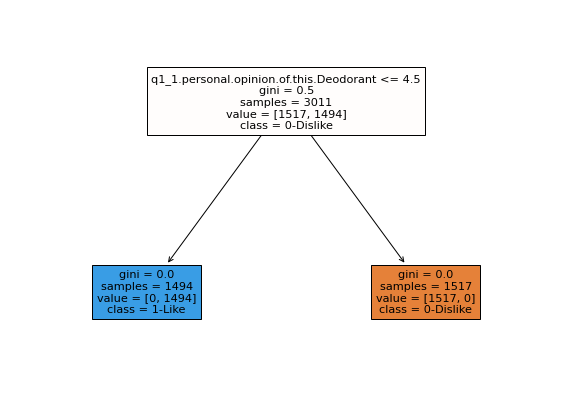 q1_1.personal.opinion.of.this.Deodorant <= 4.5
gini = 0.5
samples = 3011
value = [1517, 1494]
class = 0-Dislike
gini = 0.0
samples = 1494
value = [0, 1494]
class = 1-Like
gini = 0.0
samples = 1517
value = [1517, 0]
class = 0-Dislike